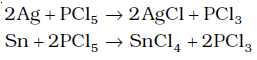 2Ag + PCl₅ → 2AgCl + PCl₃
Sn + 2PCl₅ → SnCl₄ + 2PCl₃